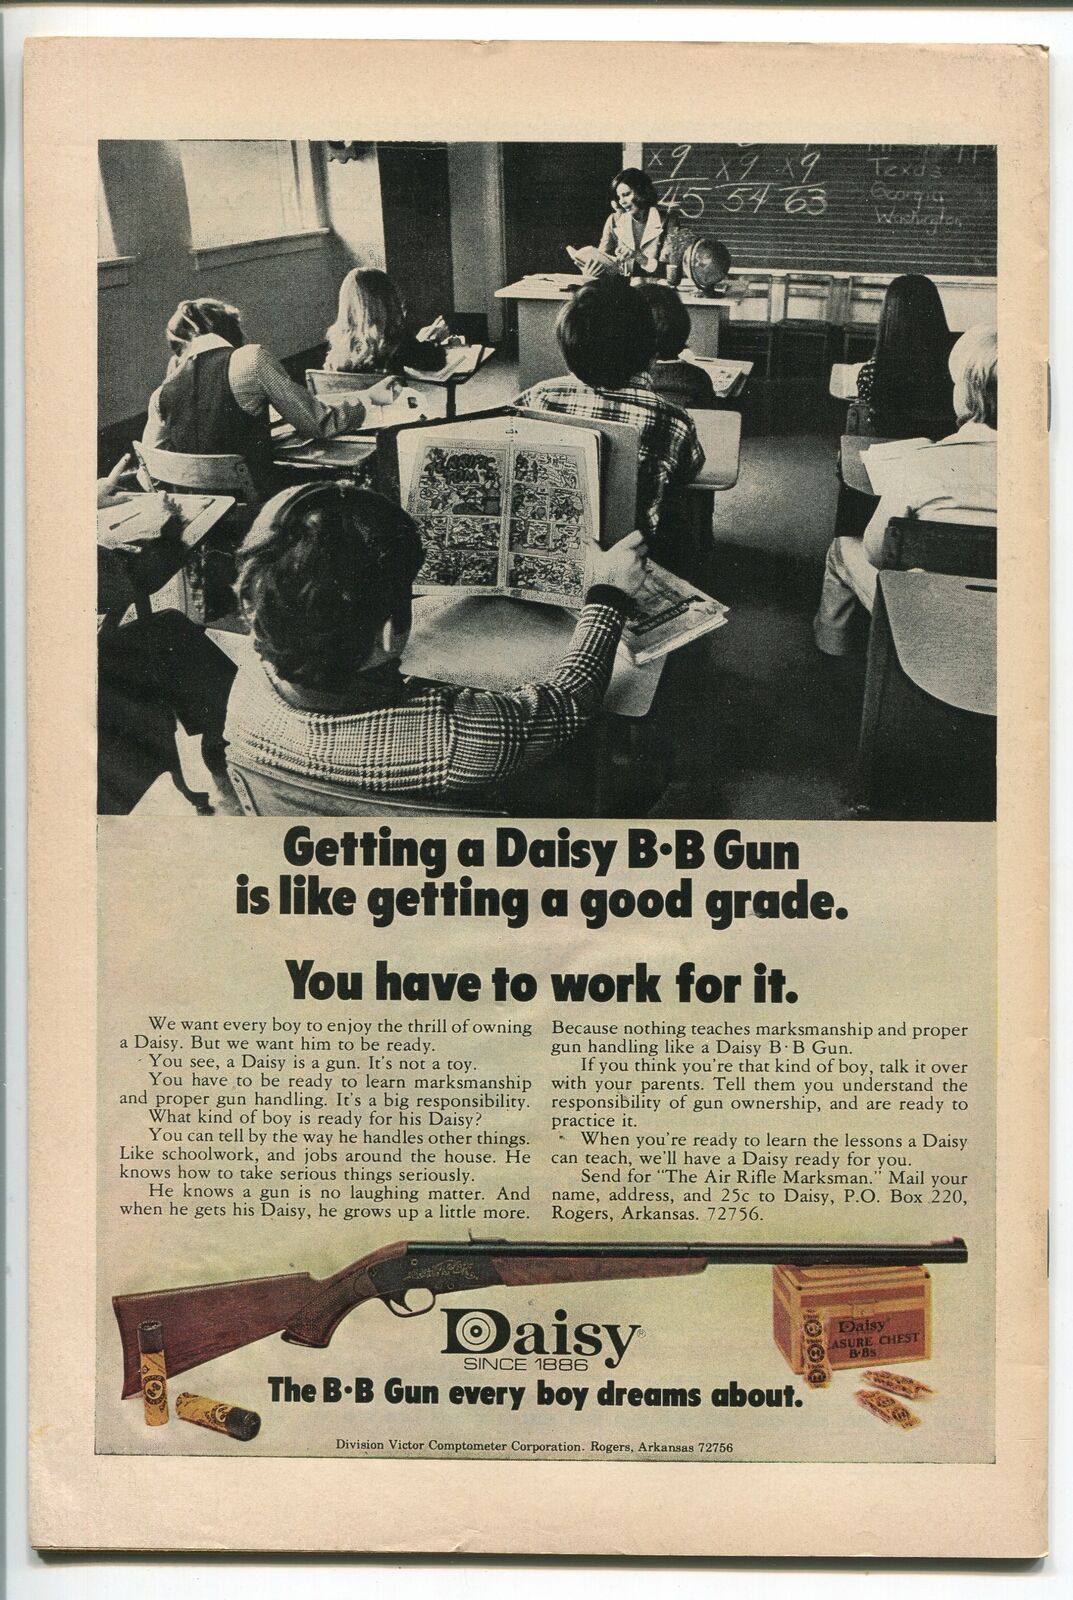 x9 x9 x9
45 54 63
Texas
Georgia
Washington
Getting a Daisy B·B Gun
is like getting a good grade.
You have to work for it.
We want every boy to enjoy the thrill of owning
a Daisy. But we want him to be ready.
You see, a Daisy is a gun. It's not a toy.
You have to be ready to learn marksmanship
and proper gun handling. It's a big responsibility.
What kind of boy is ready for his Daisy?
You can tell by the way he handles other things.
Like schoolwork, and jobs around the house. He
knows how to take serious things seriously.
He knows a gun is no laughing matter. And
when he gets his Daisy, he grows up a little more.
Because nothing teaches marksmanship and proper
gun handling like a Daisy B·B Gun.
If you think you're that kind of boy, talk it over
with your parents. Tell them you understand the
responsibility of gun ownership, and are ready to
practice it.
When you're ready to learn the lessons a Daisy
can teach, we'll have a Daisy ready for you.
Send for "The Air Rifle Marksman." Mail your
name, address, and 25c to Daisy, P.O. Box 220,
Rogers, Arkansas. 72756.
Daisy®
SINCE 1886
Daisy
ASURE CHEST
B·Bs
The B·B Gun every boy dreams about.
Division Victor Comptometer Corporation. Rogers, Arkansas 72756